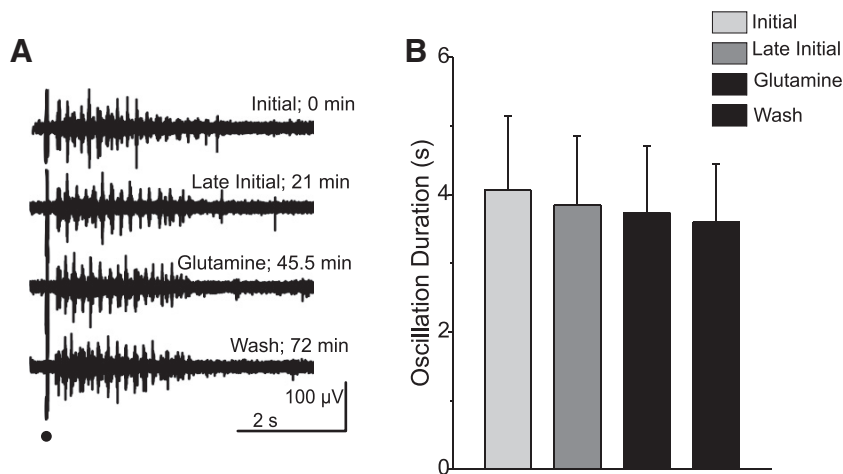 A
Initial; 0 min
Late Initial; 21 min
Glutamine; 45.5 min
Wash; 72 min
100 µV
2 s
B
Oscillation Duration (s)
6
4
2
0
Initial
Late Initial
Glutamine
Wash